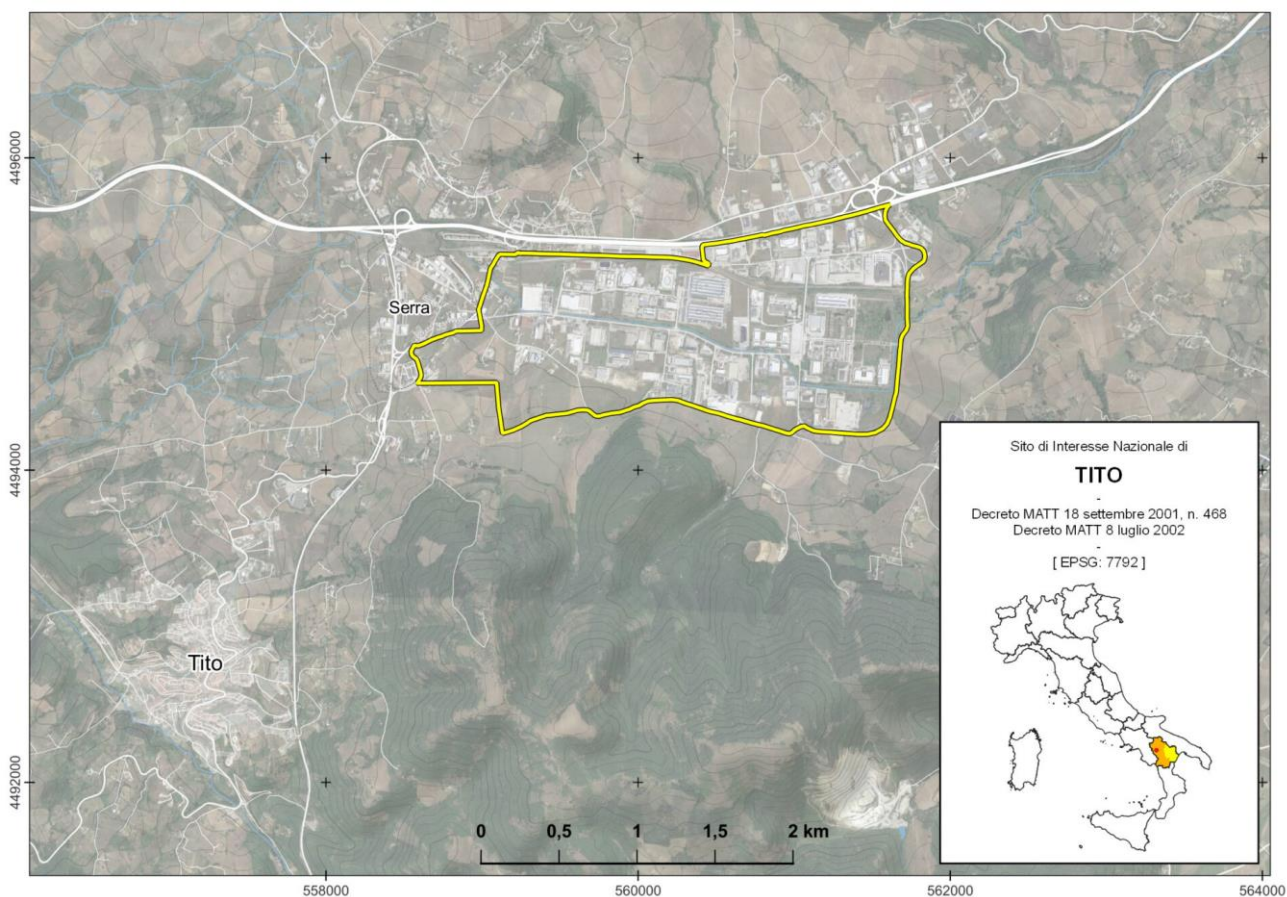 4496000
4494000
4492000
Serra
Tito
0 0,5 1 1,5 2 km
Sito di Interesse Nazionale di
TITO
-
Decreto MATT 18 settembre 2001, n. 468
Decreto MATT 8 luglio 2002
-
[ EPSG: 7792 ]
558000 560000 562000 564000